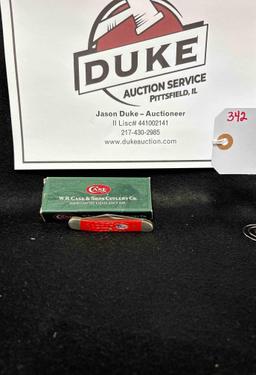 DUKE
AUCTION SERVICE
PITTSFIELD, IL
Jason Duke – Auctioneer
Il Lisc# 441002141
217-430-2985
www.dukeauction.com
342
CASE
W.R. CASE & SONS CUTLERY CO.